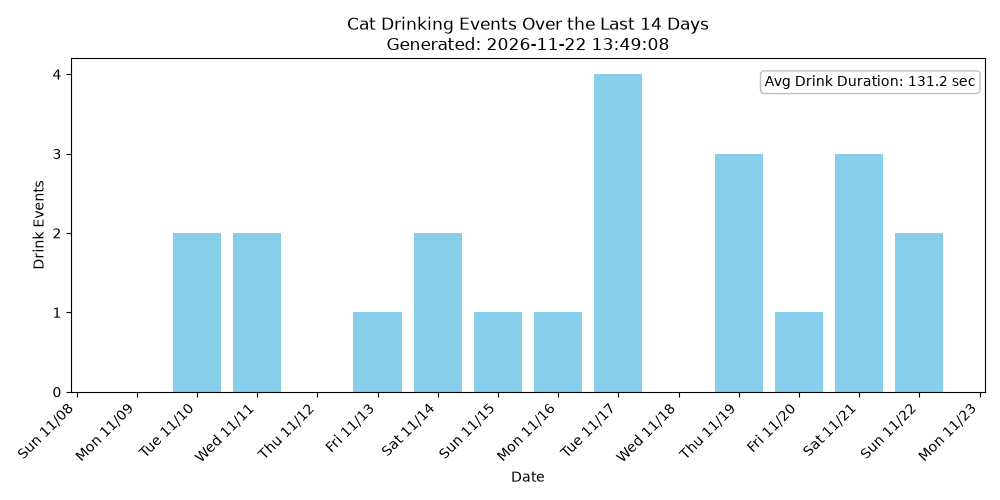 Cat Drinking Events Over the Last 14 Days
Generated: 2026-11-22 13:49:08
Avg Drink Duration: 131.2 sec
Drink Events
4
3
2
1
0
Sun 11/08
Mon 11/09
Tue 11/10
Wed 11/11
Thu 11/12
Fri 11/13
Sat 11/14
Sun 11/15
Mon 11/16
Tue 11/17
Wed 11/18
Thu 11/19
Fri 11/20
Sat 11/21
Sun 11/22
Mon 11/23
Date